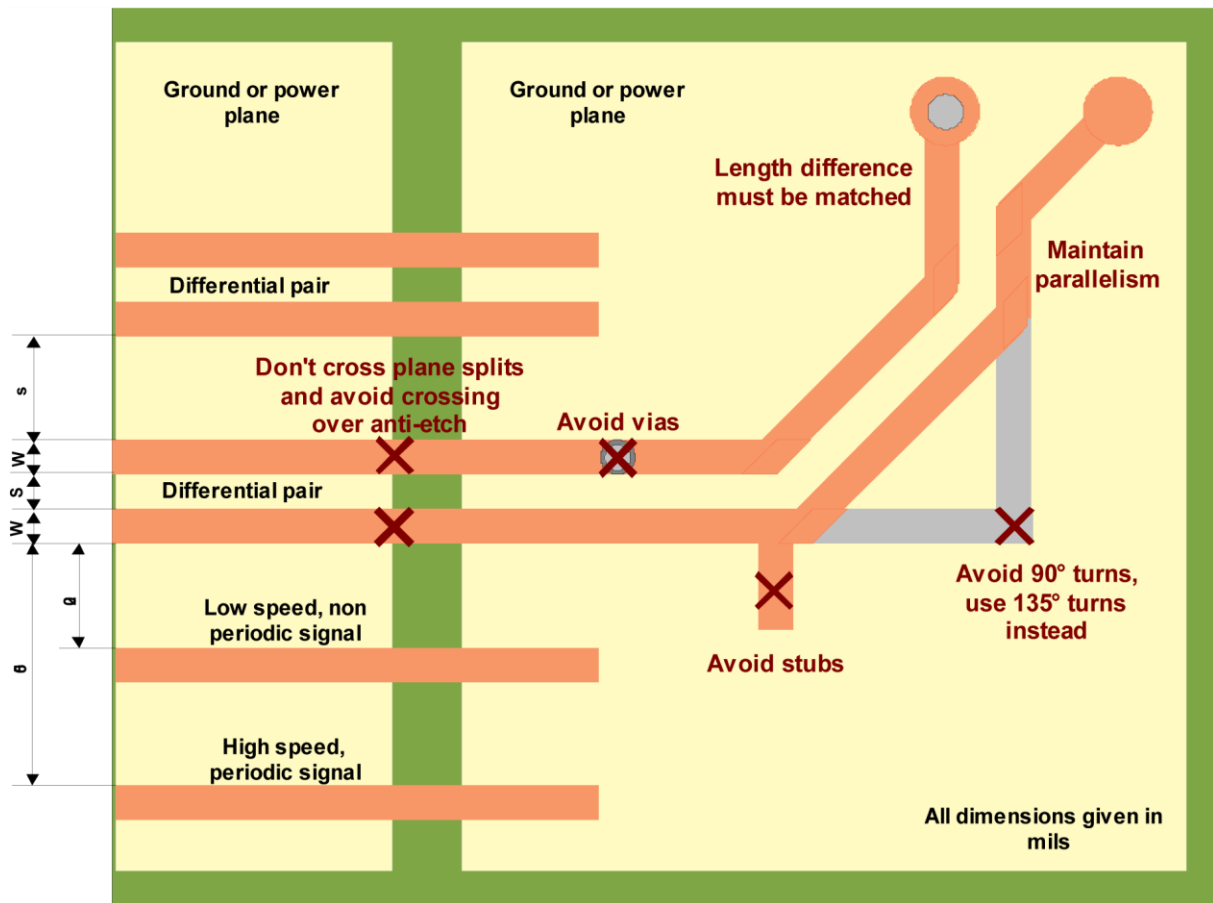 Ground or power
plane
Ground or power
plane
Length difference
must be matched
Maintain
parallelism
Differential pair
s
Don't cross plane splits
and avoid crossing
over anti-etch
Avoid vias
W
S
Differential pair
W
Low speed, non
periodic signal
Avoid 90° turns,
use 135° turns
instead
Avoid stubs
High speed,
periodic signal
All dimensions given in
mils